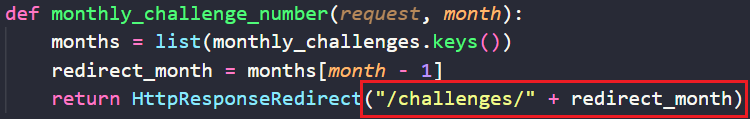 def monthly_challenge_number(request, month):
    months = list(monthly_challenges.keys())
    redirect_month = months[month - 1]
    return HttpResponseRedirect("/challenges/" + redirect_month)